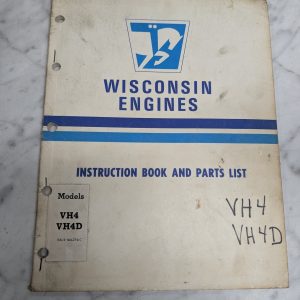 WISCONSIN
ENGINES
INSTRUCTION BOOK AND PARTS LIST
Models
VH4
VH4D
VH4
VH4D